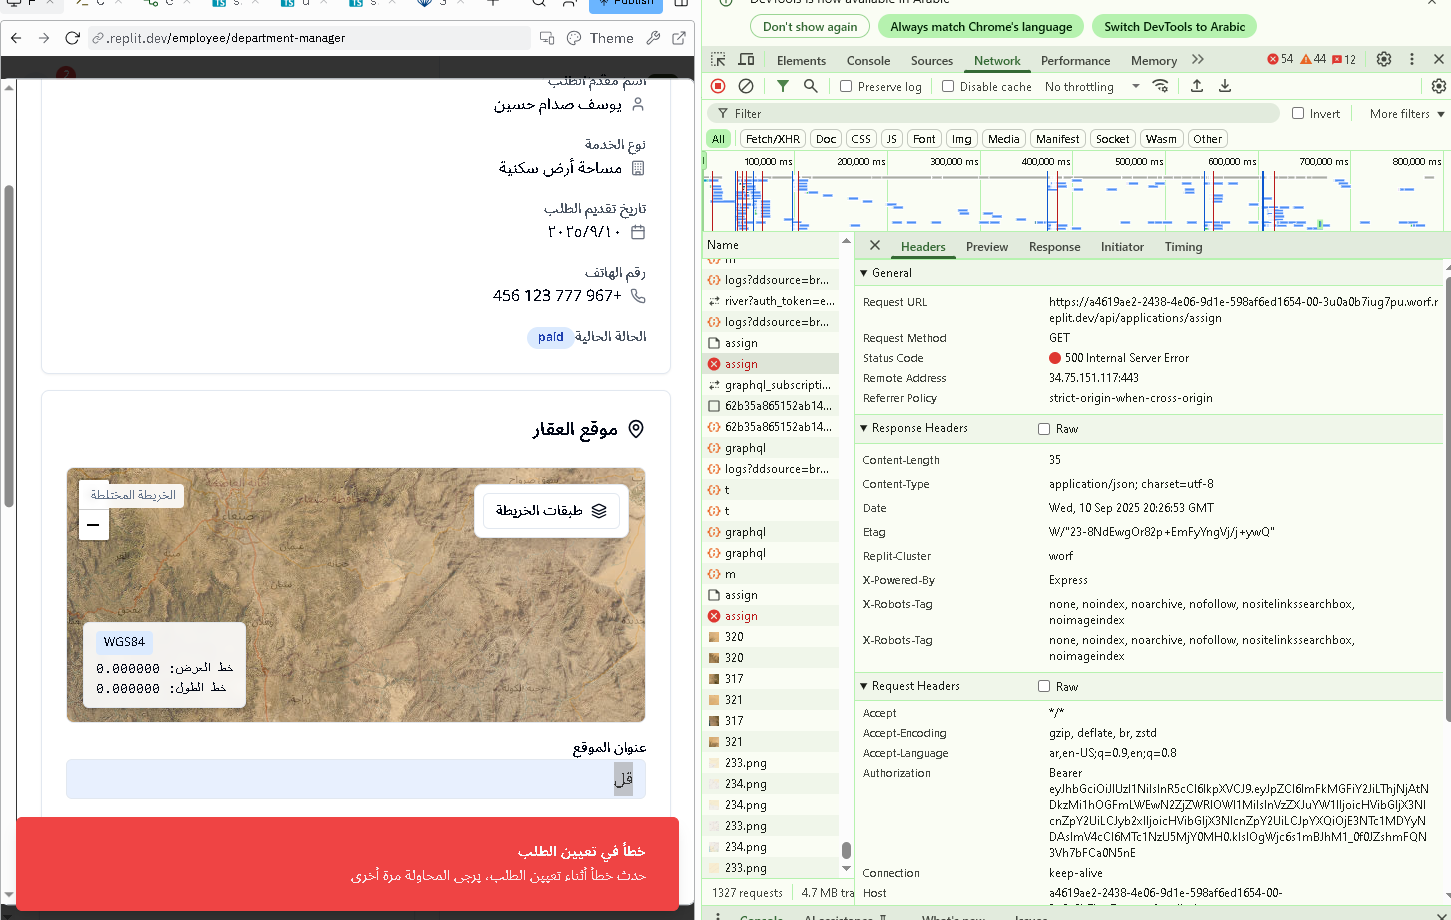 Publish
.replit.dev/employee/department-manager
Theme
اسم مقدم الطلب
يوسف صدام حسين
نوع الخدمة
مساحة أرض سكنية
تاريخ تقديم الطلب
٢٠٢٥/٩/١٠
رقم الهاتف
+967 777 123 456
الحالة الحالية
paid
موقع العقار
الخريطة المختلطة
−
طبقات الخريطة
صنعاء
WGS84
خط العرض: 0.000000
خط الطول: 0.000000
عنوان الموقع
قل
خطأ في تعيين الطلب
حدث خطأ أثناء تعيين الطلب، يرجى المحاولة مرة أخرى
DevTools is now available in Arabic
Don't show again
Always match Chrome's language
Switch DevTools to Arabic
Elements
Console
Sources
Network
Performance
Memory
54
44
12
Preserve log
Disable cache
No throttling
Filter
Invert
More filters
All
Fetch/XHR
Doc
CSS
JS
Font
Img
Media
Manifest
Socket
Wasm
Other
100,000 ms
200,000 ms
300,000 ms
400,000 ms
500,000 ms
600,000 ms
700,000 ms
800,000 ms
Name
m
logs?ddsource=br...
river?auth_token=e...
logs?ddsource=br...
assign
assign
graphql_subscripti...
62b35a865152ab14...
62b35a865152ab14...
graphql
logs?ddsource=br...
t
t
graphql
graphql
m
assign
assign
320
320
317
321
317
321
233.png
234.png
234.png
233.png
234.png
233.png
1327 requests
4.7 MB tra
Headers
Preview
Response
Initiator
Timing
General
Request URL
https://a4619ae2-2438-4e06-9d1e-598af6ed1654-00-3u0a0b7iug7pu.worf.r
eplit.dev/api/applications/assign
Request Method
GET
Status Code
500 Internal Server Error
Remote Address
34.75.151.117:443
Referrer Policy
strict-origin-when-cross-origin
Response Headers
Raw
Content-Length
35
Content-Type
application/json; charset=utf-8
Date
Wed, 10 Sep 2025 20:26:53 GMT
Etag
W/"23-8NdEwgOr82p+EmFyYngVj/j+ywQ"
Replit-Cluster
worf
X-Powered-By
Express
X-Robots-Tag
none, noindex, noarchive, nofollow, nositelinkssearchbox,
noimageindex
X-Robots-Tag
none, noindex, noarchive, nofollow, nositelinkssearchbox,
noimageindex
Request Headers
Raw
Accept
*/*
Accept-Encoding
gzip, deflate, br, zstd
Accept-Language
ar,en-US;q=0.9,en;q=0.8
Authorization
Bearer
Connection
keep-alive
Host
a4619ae2-2438-4e06-9d1e-598af6ed1654-00-
Console
AI assistance
What's new
Issues